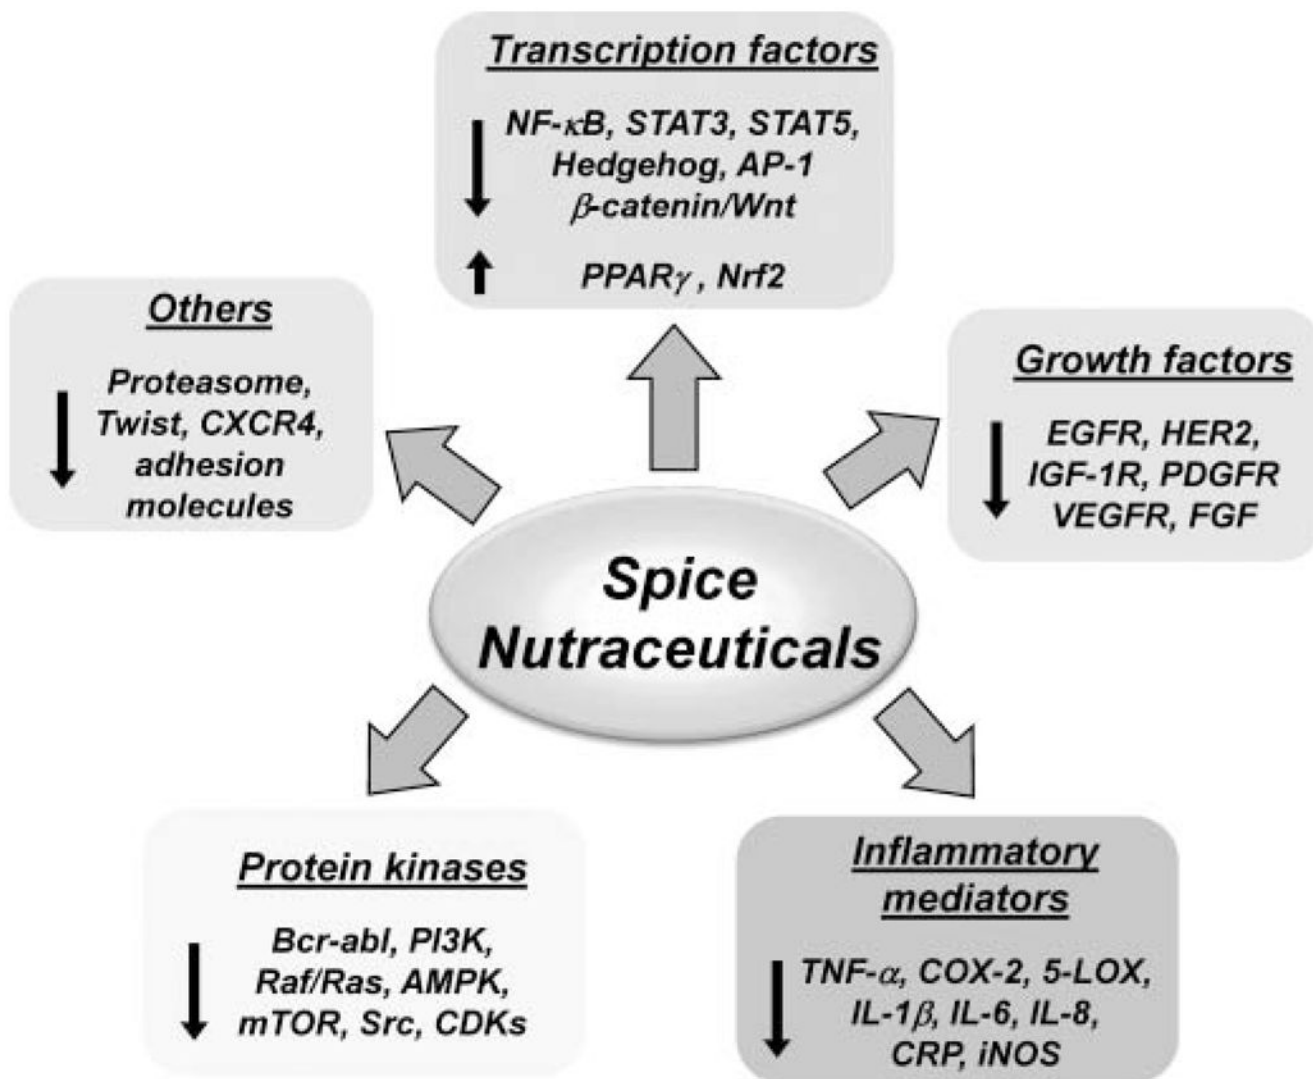 Transcription factors
NF-κB, STAT3, STAT5,
Hedgehog, AP-1
β-catenin/Wnt
PPARγ, Nrf2
Others
Proteasome,
Twist, CXCR4,
adhesion
molecules
Growth factors
EGFR, HER2,
IGF-1R, PDGFR
VEGFR, FGF
Spice
Nutraceuticals
Protein kinases
Bcr-abl, PI3K,
Raf/Ras, AMPK,
mTOR, Src, CDKs
Inflammatory
mediators
TNF-α, COX-2, 5-LOX,
IL-1β, IL-6, IL-8,
CRP, iNOS